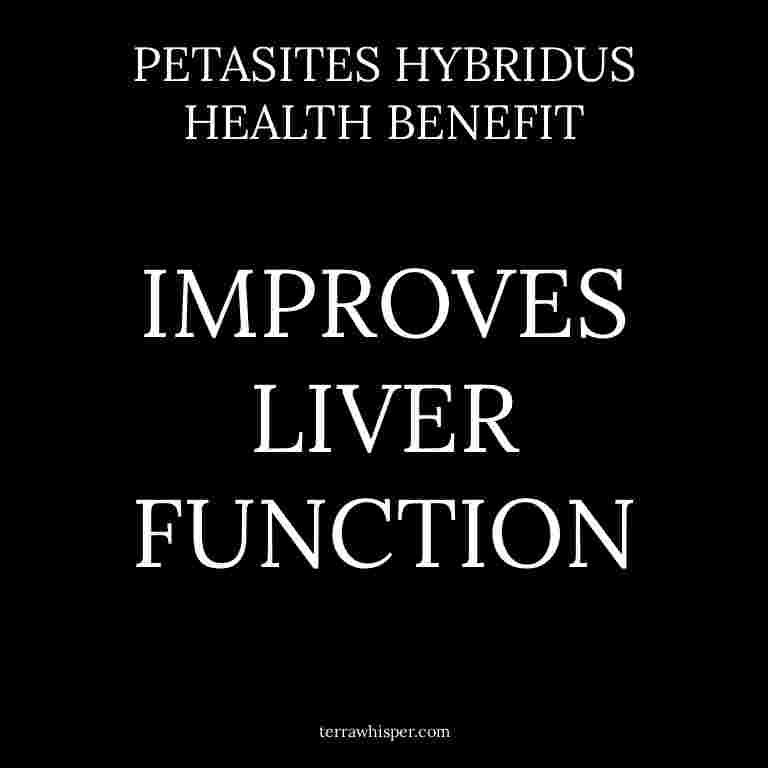 PETASITES HYBRIDUS
HEALTH BENEFIT
IMPROVES
LIVER
FUNCTION
terrawhisper.com